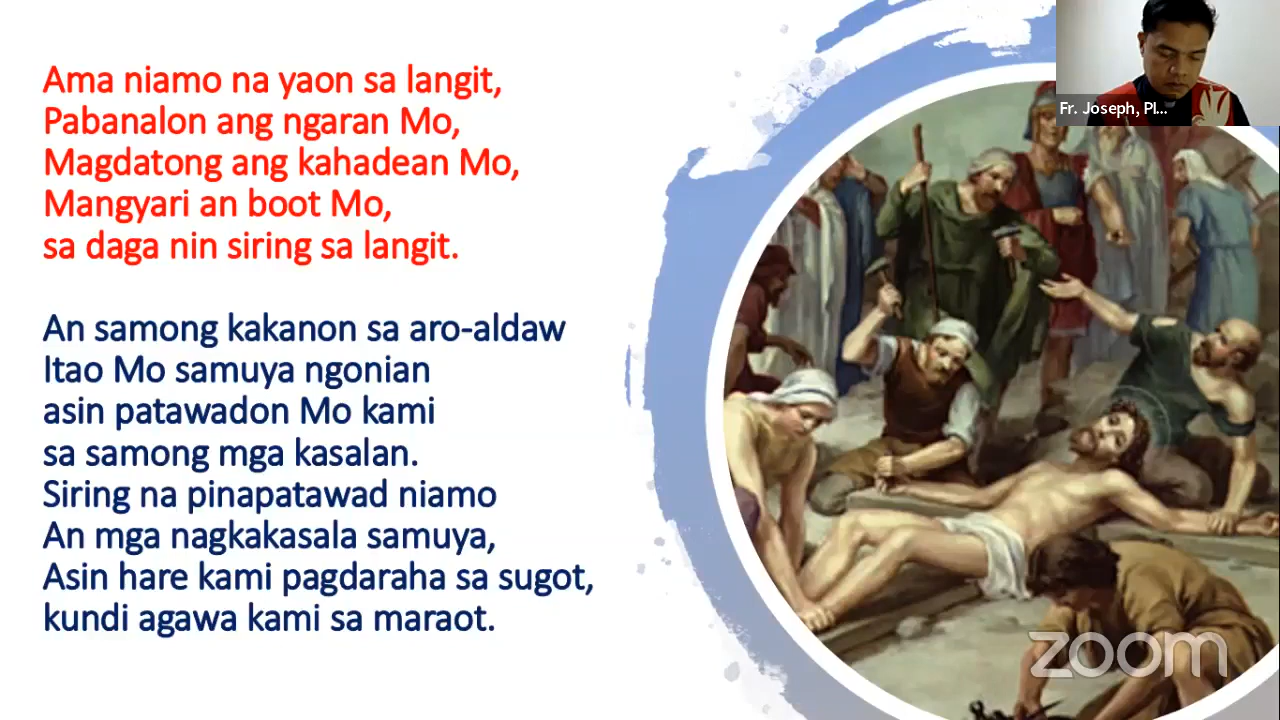 Ama niamo na yaon sa langit,
Pabanalon ang ngaran Mo,
Magdatong ang kahadean Mo,
Mangyari an boot Mo,
sa daga nin siring sa langit.
An samong kakanon sa aro-aldaw
Itao Mo samuya ngonian
asin patawadon Mo kami
sa samong mga kasalan.
Siring na pinapatawad niamo
An mga nagkakasala samuya,
Asin hare kami pagdaraha sa sugot,
kundi agawa kami sa maraot.
Fr. Joseph, Pl...
zoom